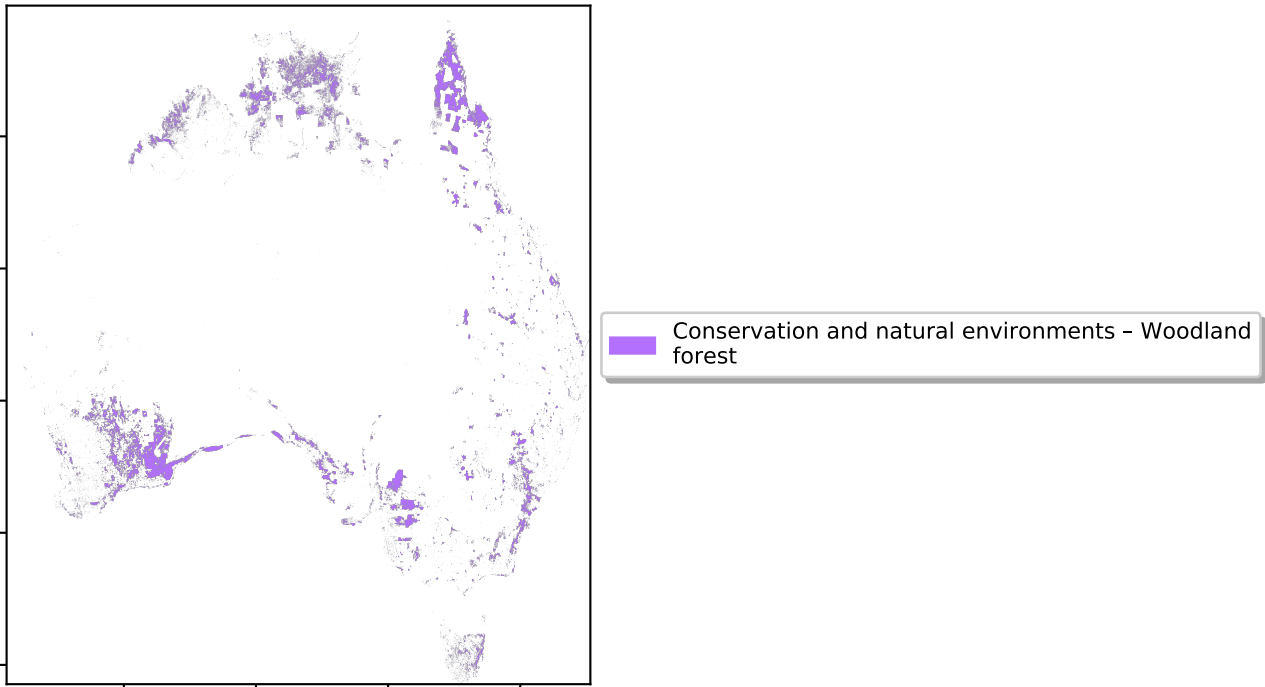 Conservation and natural environments – Woodland
forest